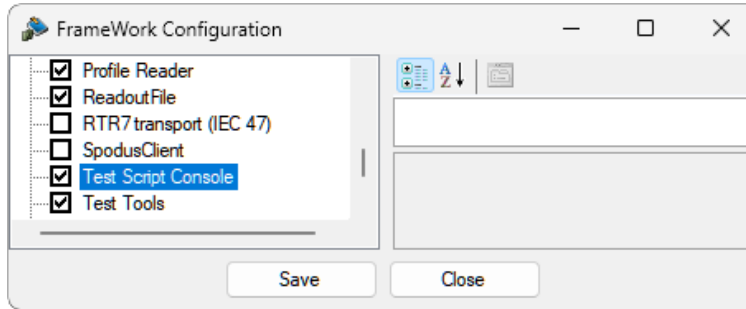 FrameWork Configuration
Profile Reader
ReadoutFile
RTR7 transport (IEC 47)
SpodusClient
Test Script Console
Test Tools
A
Z
Save
Close